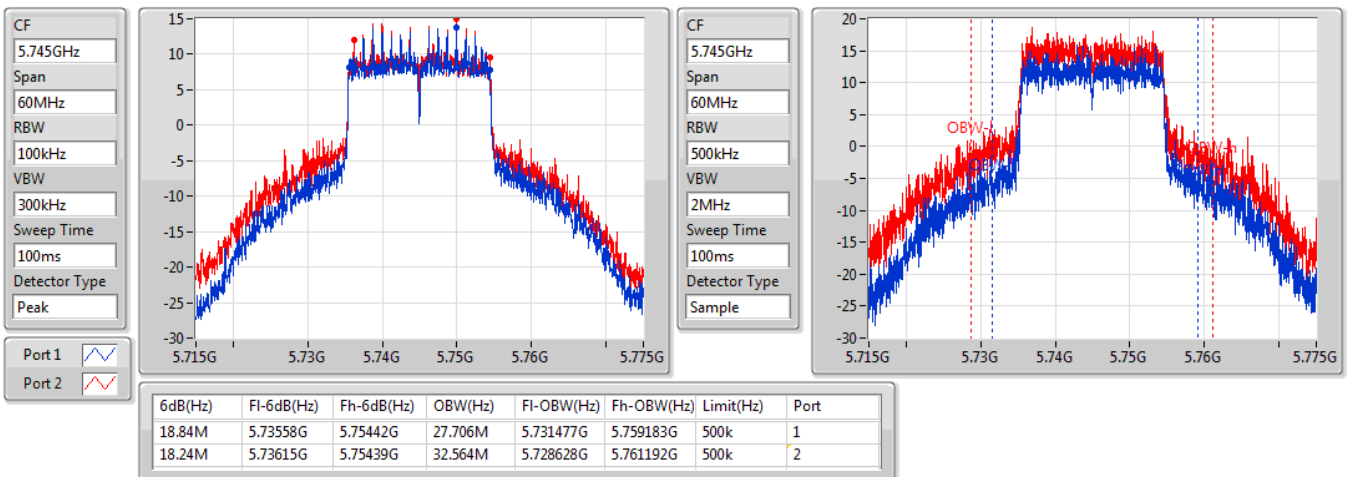 CF
5.745GHz
Span
60MHz
RBW
100kHz
VBW
300kHz
Sweep Time
100ms
Detector Type
Peak
Port 1
Port 2
15
10
5
0
-5
-10
-15
-20
-25
-30
5.715G 5.73G 5.74G 5.75G 5.76G 5.775G
CF
5.745GHz
Span
60MHz
RBW
500kHz
VBW
2MHz
Sweep Time
100ms
Detector Type
Sample
20
15
10
5
0
-5
-10
-15
-20
-25
-30
5.715G 5.73G 5.74G 5.75G 5.76G 5.775G
6dB(Hz) Fl-6dB(Hz) Fh-6dB(Hz) OBW(Hz) Fl-OBW(Hz) Fh-OBW(Hz) Limit(Hz) Port
18.84M 5.73558G 5.75442G 27.706M 5.731477G 5.759183G 500k 1
18.24M 5.73615G 5.75439G 32.564M 5.728628G 5.761192G 500k 2